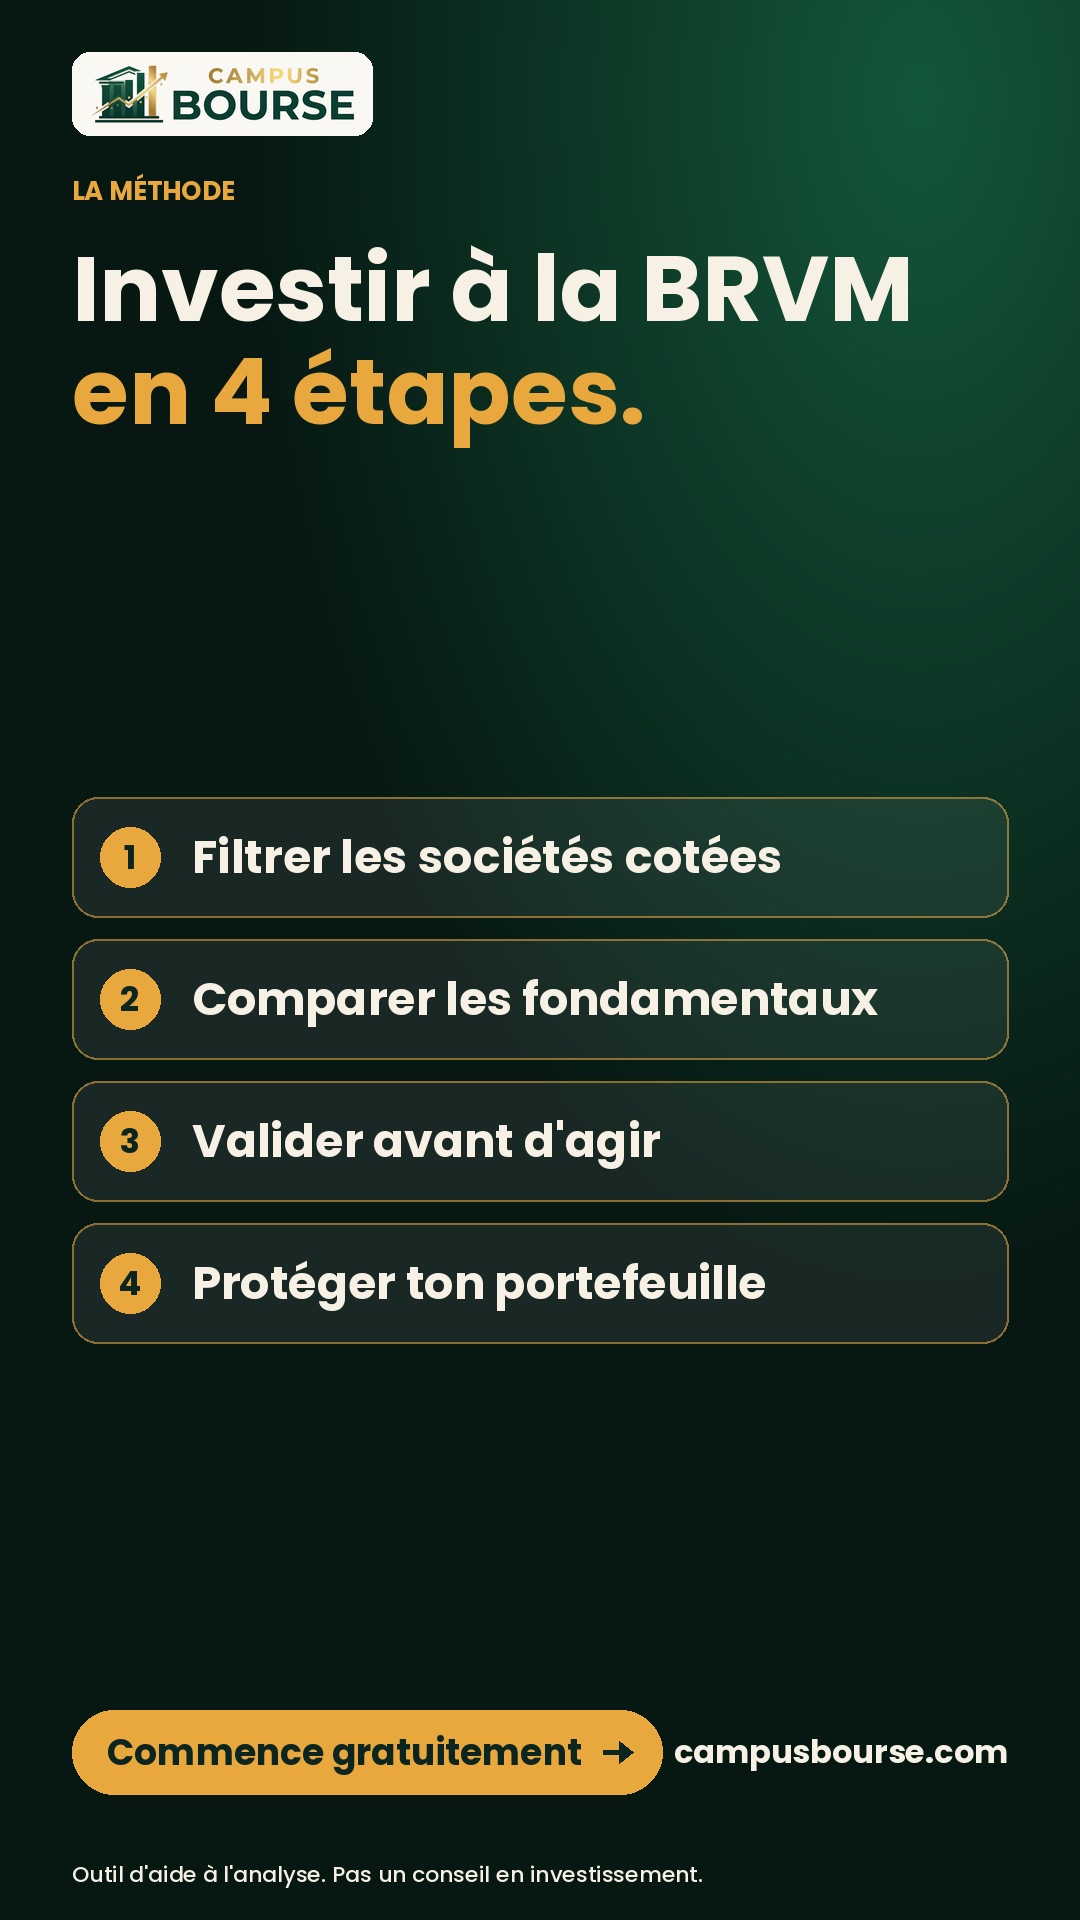 CAMPUS
BOURSE
LA MÉTHODE
Investir à la BRVM
en 4 étapes.
1 Filtrer les sociétés cotées
2 Comparer les fondamentaux
3 Valider avant d'agir
4 Protéger ton portefeuille
Commence gratuitement → campusbourse.com
Outil d'aide à l'analyse. Pas un conseil en investissement.